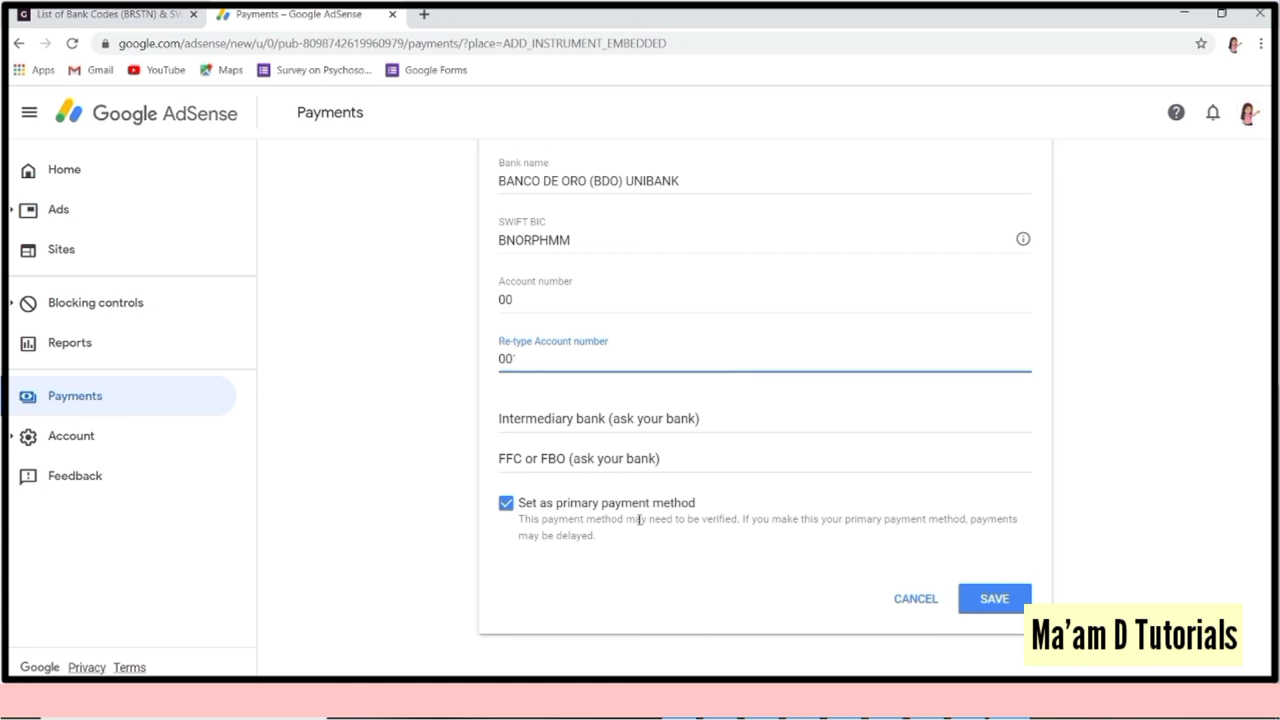 List of Bank Codes (BRSTN) & SV
Payments – Google AdSense
google.com/adsense/new/u/0/pub-8098742619960979/payments/?place=ADD_INSTRUMENT_EMBEDDED
Apps
Gmail
YouTube
Maps
Survey on Psychoso...
Google Forms
Google AdSense
Payments
Home
Ads
Sites
Blocking controls
Reports
Payments
Account
Feedback
Google Privacy Terms
Bank name
BANCO DE ORO (BDO) UNIBANK
SWIFT BIC
BNORPHMM
Account number
00
Re-type Account number
00
Intermediary bank (ask your bank)
FFC or FBO (ask your bank)
Set as primary payment method
This payment method may need to be verified. If you make this your primary payment method, payments
may be delayed.
CANCEL
SAVE
Ma'am D Tutorials